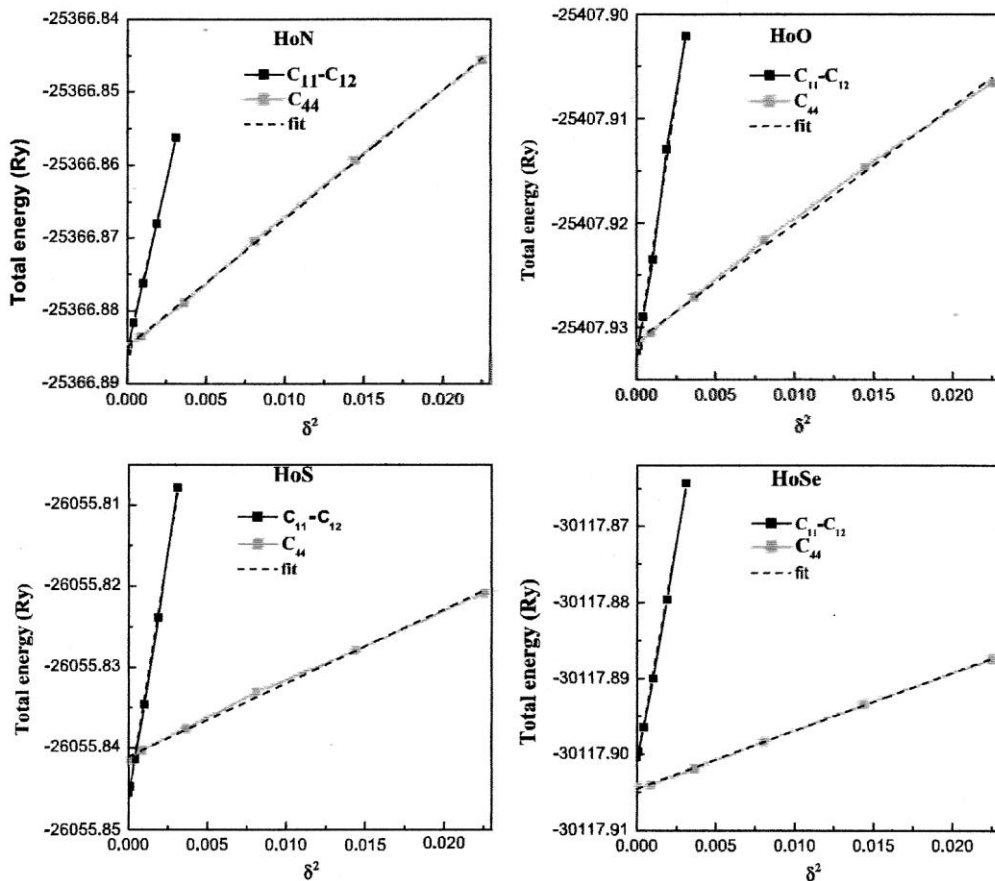 HoN
C11-C12
C44
fit
-25366.84
-25366.85
-25366.86
-25366.87
-25366.88
-25366.89
Total energy (Ry)
0.000 0.005 0.010 0.015 0.020
δ²
HoO
C11-C12
C44
fit
-25407.90
-25407.91
-25407.92
-25407.93
Total energy (Ry)
0.000 0.005 0.010 0.015 0.020
δ²
HoS
C11-C12
C44
fit
-26055.81
-26055.82
-26055.83
-26055.84
-26055.85
Total energy (Ry)
0.000 0.005 0.010 0.015 0.020
δ²
HoSe
C11-C12
C44
fit
-30117.87
-30117.88
-30117.89
-30117.90
-30117.91
Total energy (Ry)
0.000 0.005 0.010 0.015 0.020
δ²